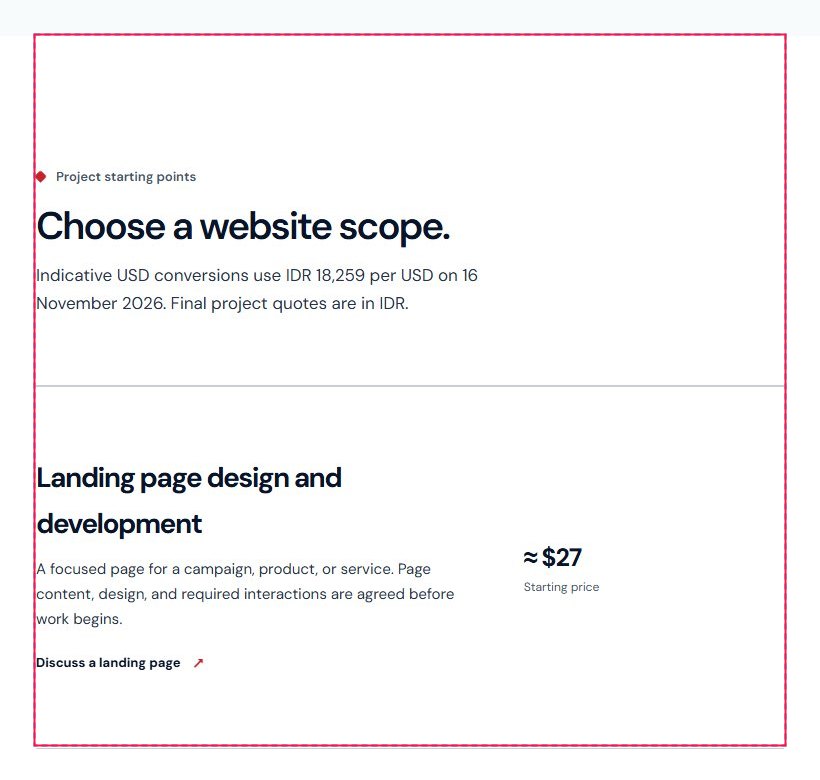 Project starting points
Choose a website scope.
Indicative USD conversions use IDR 18,259 per USD on 16
November 2026. Final project quotes are in IDR.
Landing page design and
development
A focused page for a campaign, product, or service. Page
content, design, and required interactions are agreed before
work begins.
Discuss a landing page ↗
≈ $27
Starting price